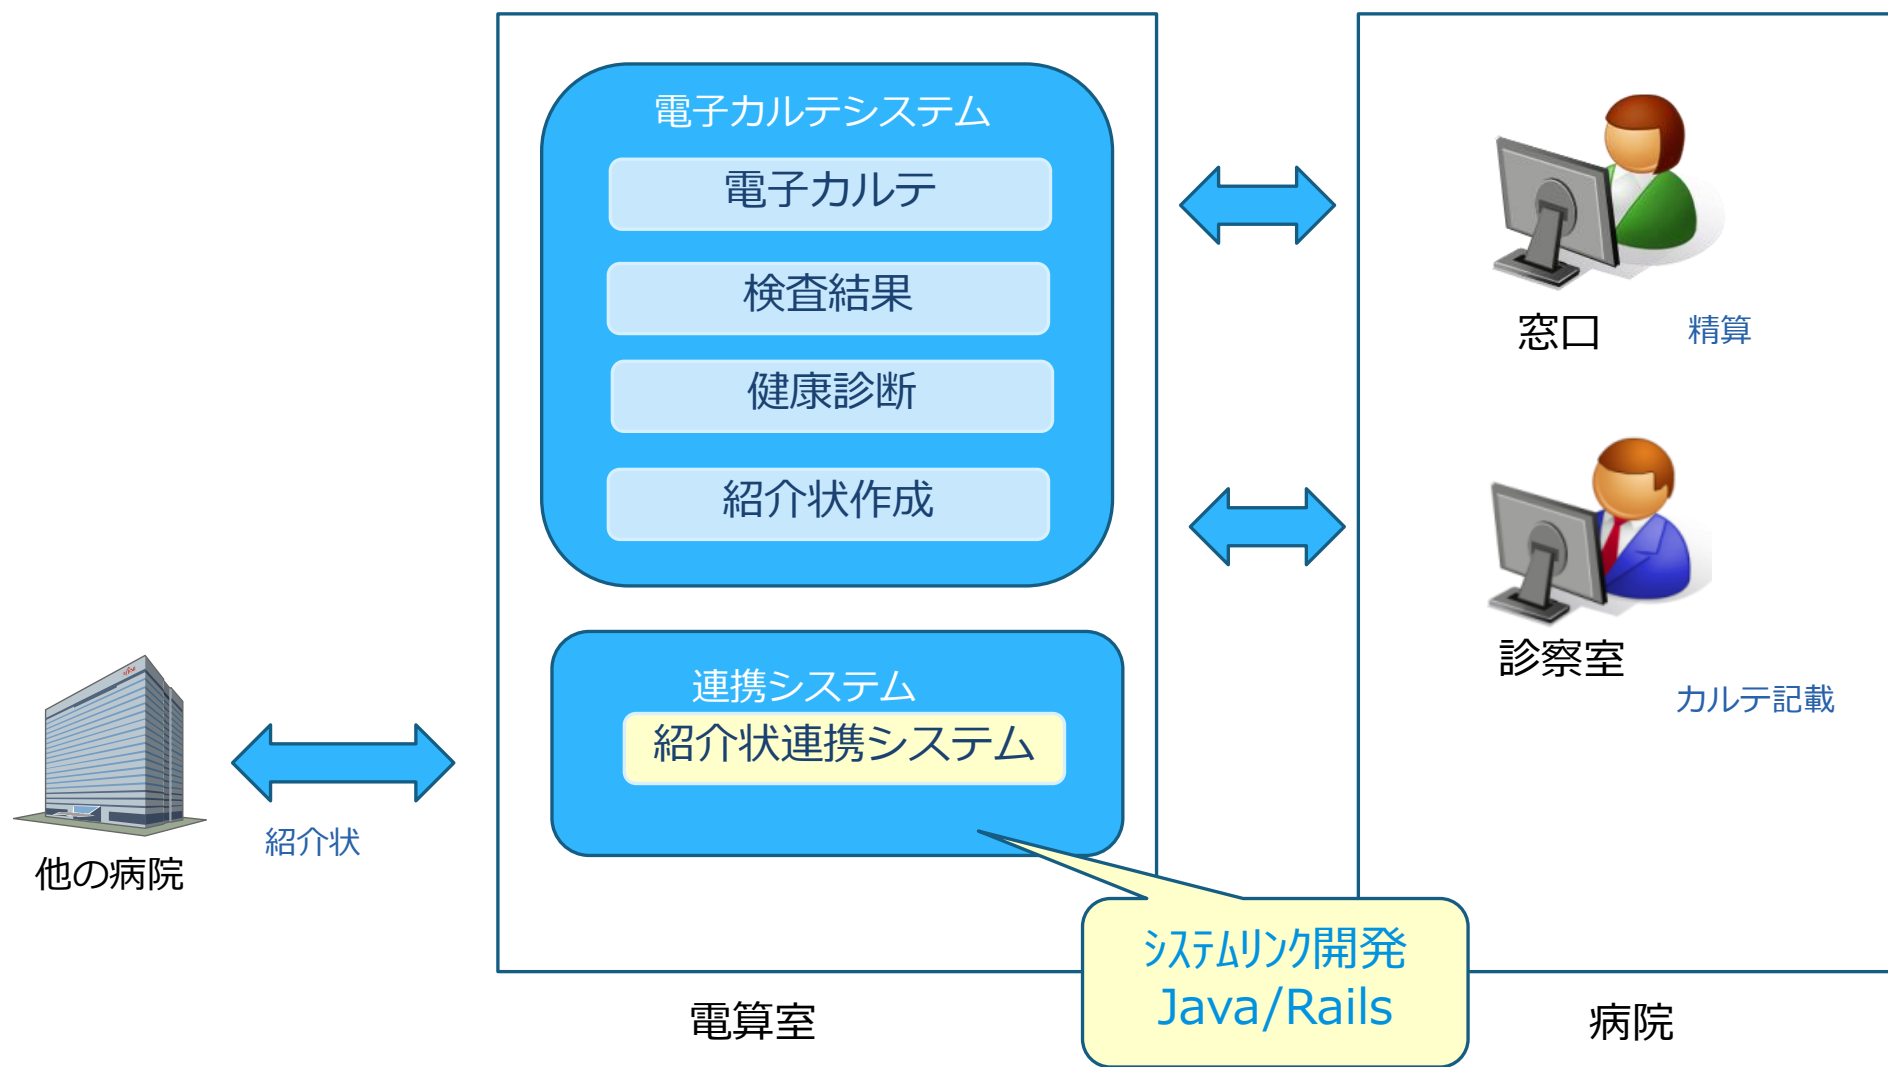 電子カルテシステム
電子カルテ
検査結果
健康診断
紹介状作成
窓口
精算
診察室
カルテ記載
連携システム
紹介状連携システム
紹介状
他の病院
ｼｽﾃﾑﾘﾝｸ開発
Java/Rails
電算室
病院